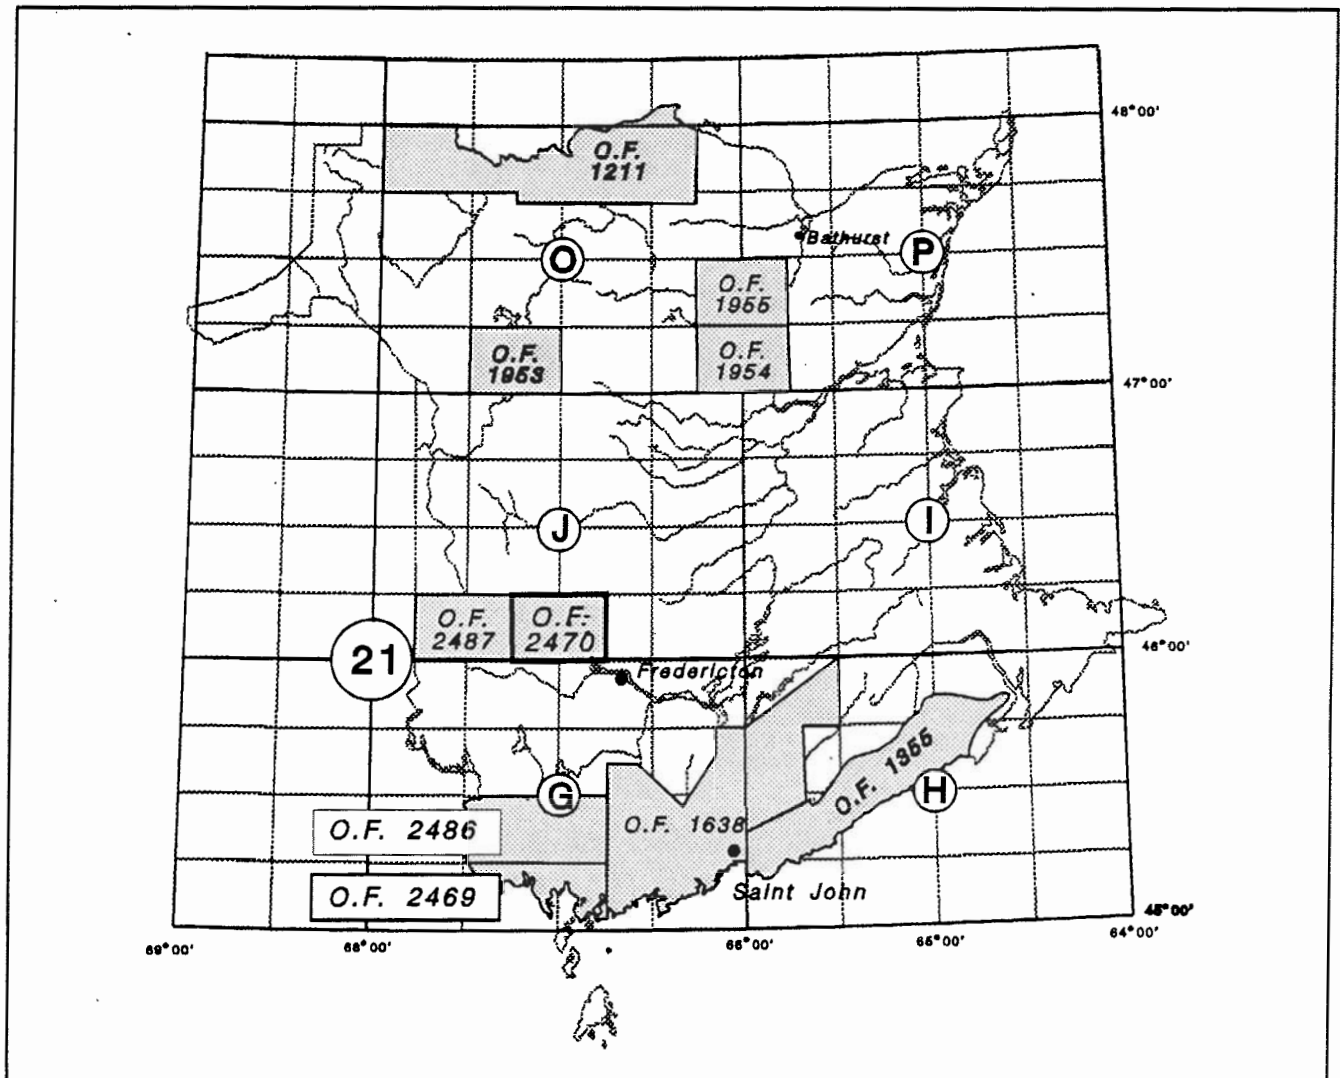 48°00'
O.F.
1211
Bathurst
O
P
O.F.
1955
O.F.
1953
O.F.
1954
47°00'
J
I
O.F.
2487
O.F.
2470
21
Fredericton
46°00'
O.F. 1355
G
H
O.F. 2486
O.F. 1638
O.F. 2469
Saint John
45°00'
69°00'
68°00'
66°00'
65°00'
64°00'